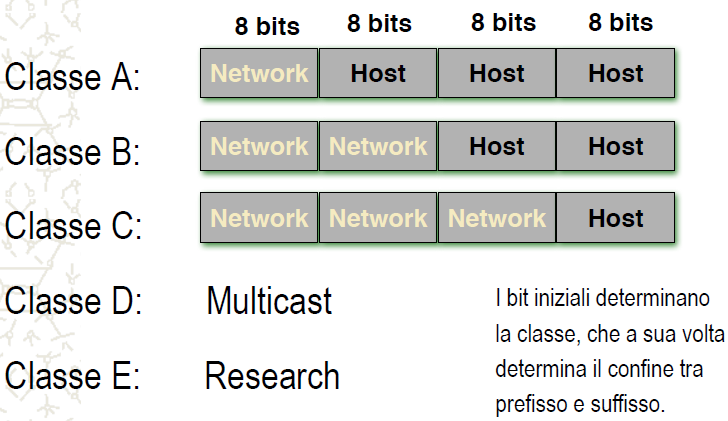 8 bits 8 bits 8 bits 8 bits
Classe A: Network Host Host Host
Classe B: Network Network Host Host
Classe C: Network Network Network Host
Classe D: Multicast
Classe E: Research
I bit iniziali determinano
la classe, che a sua volta
determina il confine tra
prefisso e suffisso.